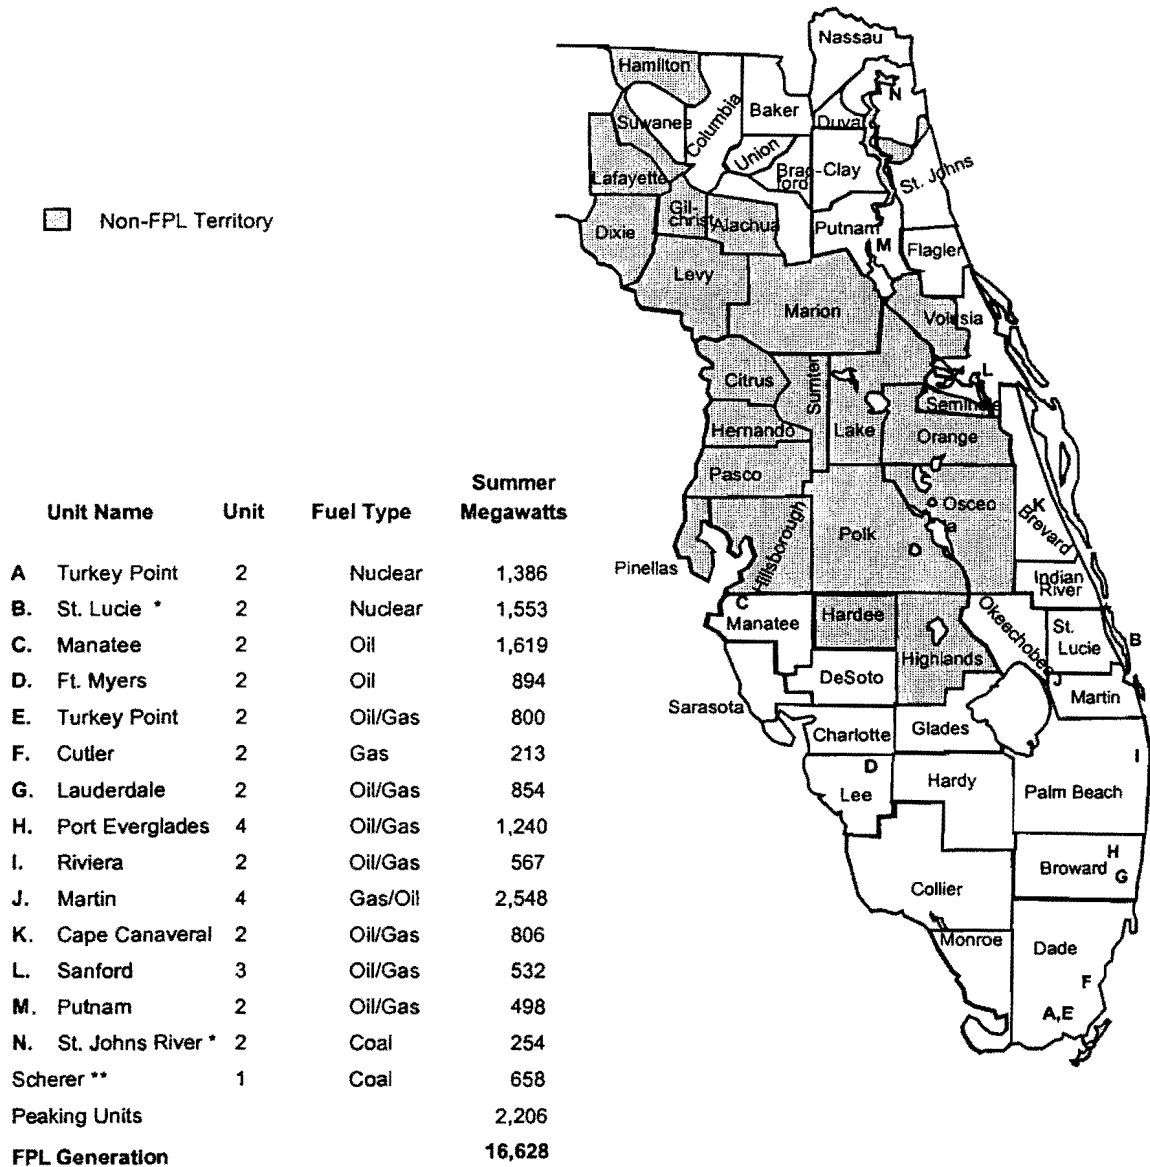 Non-FPL Territory
Summer
Unit Name Unit Fuel Type Megawatts
A Turkey Point 2 Nuclear 1,386
B. St. Lucie * 2 Nuclear 1,553
C. Manatee 2 Oil 1,619
D. Ft. Myers 2 Oil 894
E. Turkey Point 2 Oil/Gas 800
F. Cutler 2 Gas 213
G. Lauderdale 2 Oil/Gas 854
H. Port Everglades 4 Oil/Gas 1,240
I. Riviera 2 Oil/Gas 567
J. Martin 4 Gas/Oil 2,548
K. Cape Canaveral 2 Oil/Gas 806
L. Sanford 3 Oil/Gas 532
M. Putnam 2 Oil/Gas 498
N. St. Johns River * 2 Coal 254
Scherer ** 1 Coal 658
Peaking Units 2,206
FPL Generation 16,628
Nassau
Hamilton
N
Baker
Duva
Suwanee
Columbia
Union
Brad-
ford
Clay
St. Johns
Lafayette
Gil-
christ
Alachua
Dixie
Putnam
M
Flagler
Levy
Marion
Volusia
L
Citrus
Sumter
Seminole
Hernando
Lake
Orange
Pasco
K
Brevard
Osceo
la
Polk
Hillsborough
Pinellas
Indian
River
C
Manatee
Hardee
Okeechobee
St.
Lucie
B
Highlands
DeSoto
J
Martin
Sarasota
Charlotte
Glades
I
D
Lee
Hardy
Palm Beach
H
Broward
G
Collier
Monroe
Dade
F
A,E